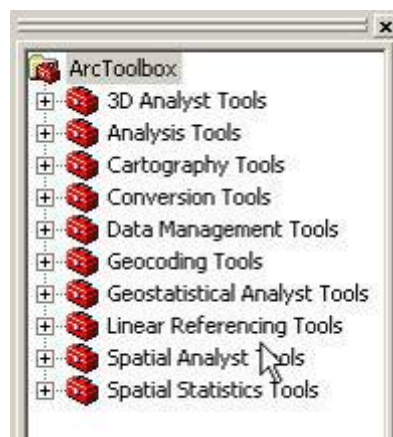 ArcToolbox
3D Analyst Tools
Analysis Tools
Cartography Tools
Conversion Tools
Data Management Tools
Geocoding Tools
Geostatistical Analyst Tools
Linear Referencing Tools
Spatial Analyst Tools
Spatial Statistics Tools